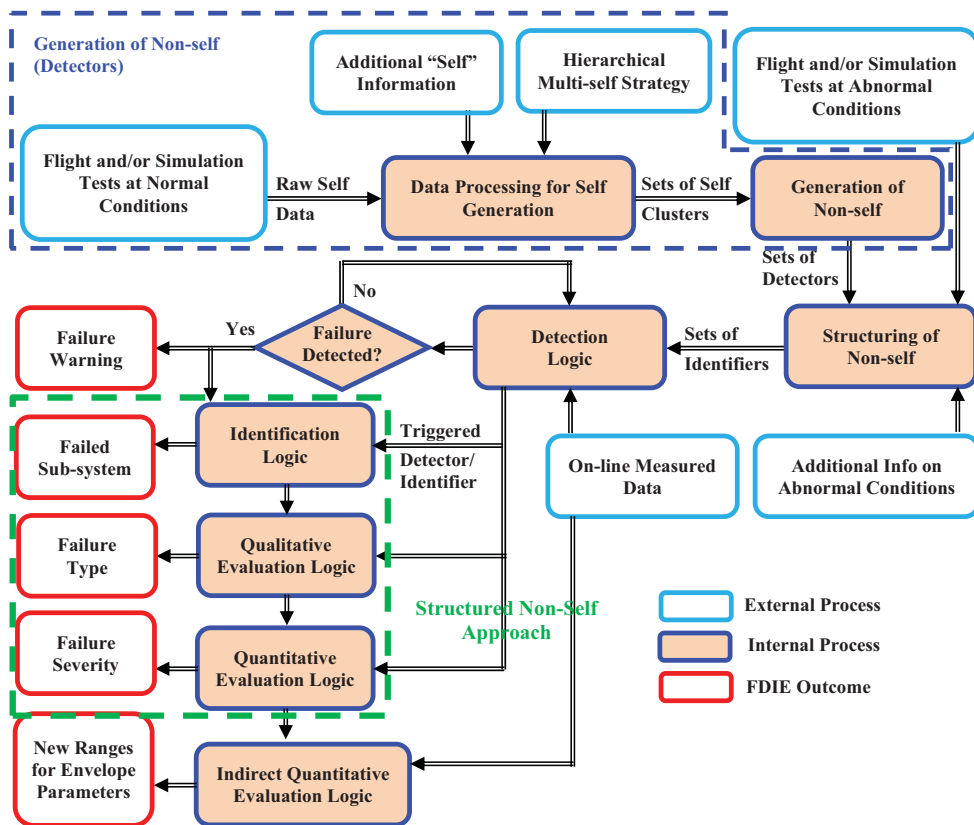 Generation of Non-self
(Detectors)
Additional “Self”
Information
Hierarchical
Multi-self Strategy
Flight and/or Simulation
Tests at Abnormal
Conditions
Flight and/or Simulation
Tests at Normal
Conditions
Raw Self
Data
Data Processing for Self
Generation
Sets of Self
Clusters
Generation of
Non-self
Sets of
Detectors
No
Failure
Warning
Yes
Failure
Detected?
Detection
Logic
Sets of
Identifiers
Structuring of
Non-self
Failed
Sub-system
Identification
Logic
Triggered
Detector/
Identifier
On-line Measured
Data
Additional Info on
Abnormal Conditions
Failure
Type
Qualitative
Evaluation Logic
Structured Non-Self
Approach
Failure
Severity
Quantitative
Evaluation Logic
External Process
Internal Process
FDIE Outcome
New Ranges
for Envelope
Parameters
Indirect Quantitative
Evaluation Logic